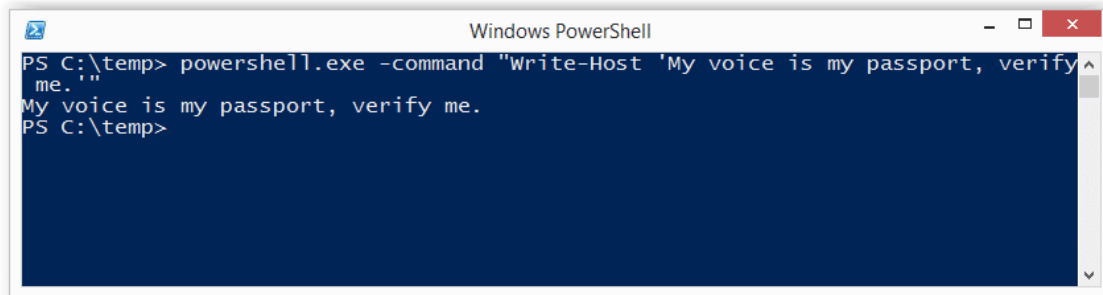 Windows PowerShell
PS C:\temp> powershell.exe -command "Write-Host 'My voice is my passport, verify
 me.'"
My voice is my passport, verify me.
PS C:\temp>